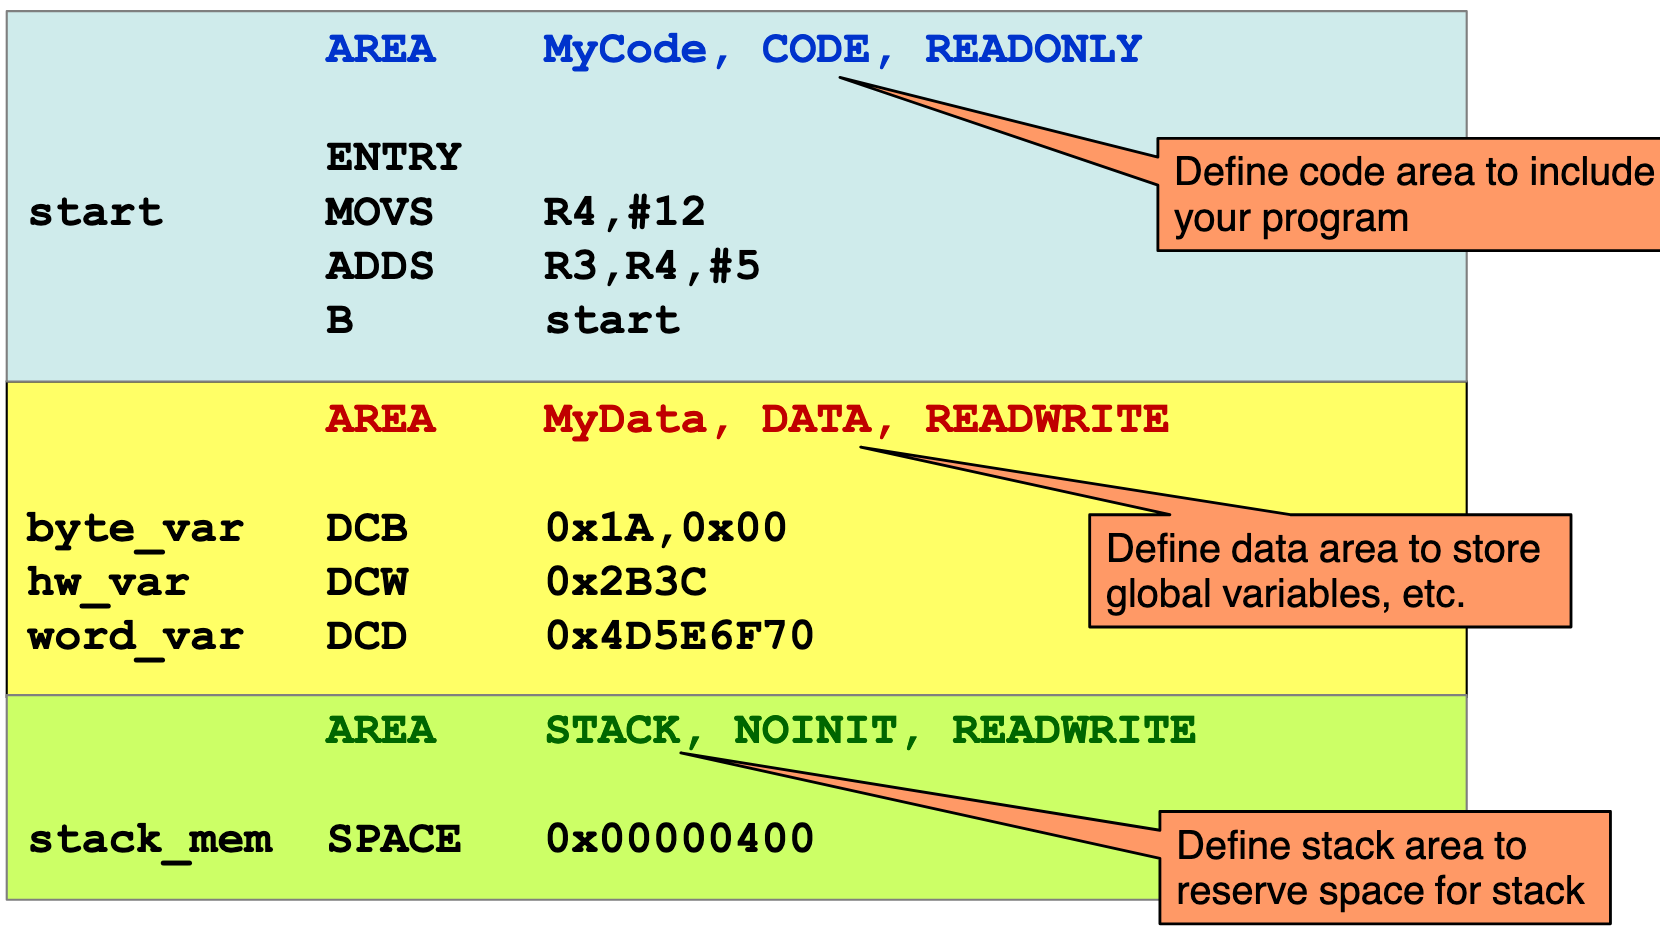 AREA MyCode, CODE, READONLY
ENTRY
start MOVS R4,#12
ADDS R3,R4,#5
B start
Define code area to include
your program
AREA MyData, DATA, READWRITE
byte_var DCB 0x1A,0x00
hw_var DCW 0x2B3C
word_var DCD 0x4D5E6F70
Define data area to store
global variables, etc.
AREA STACK, NOINIT, READWRITE
stack_mem SPACE 0x00000400
Define stack area to
reserve space for stack